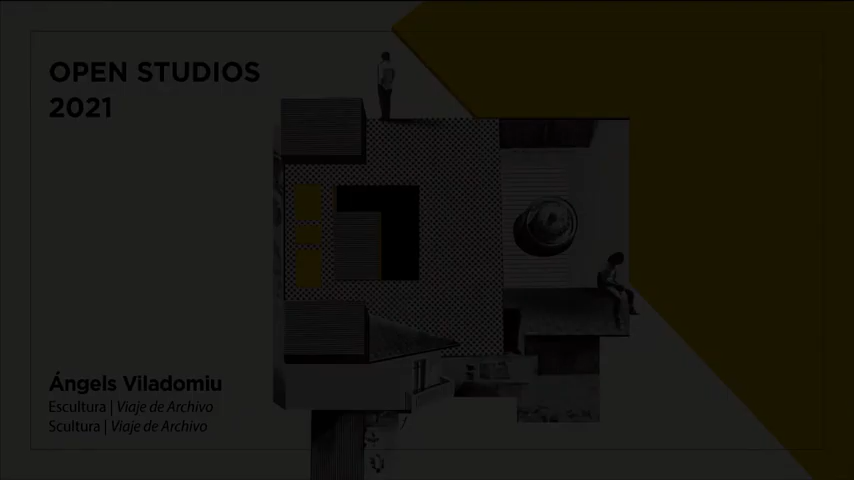 OPEN STUDIOS
2021
Ángels Viladomiu
Escultura | Viaje de Archivo
Scultura | Viaje de Archivo